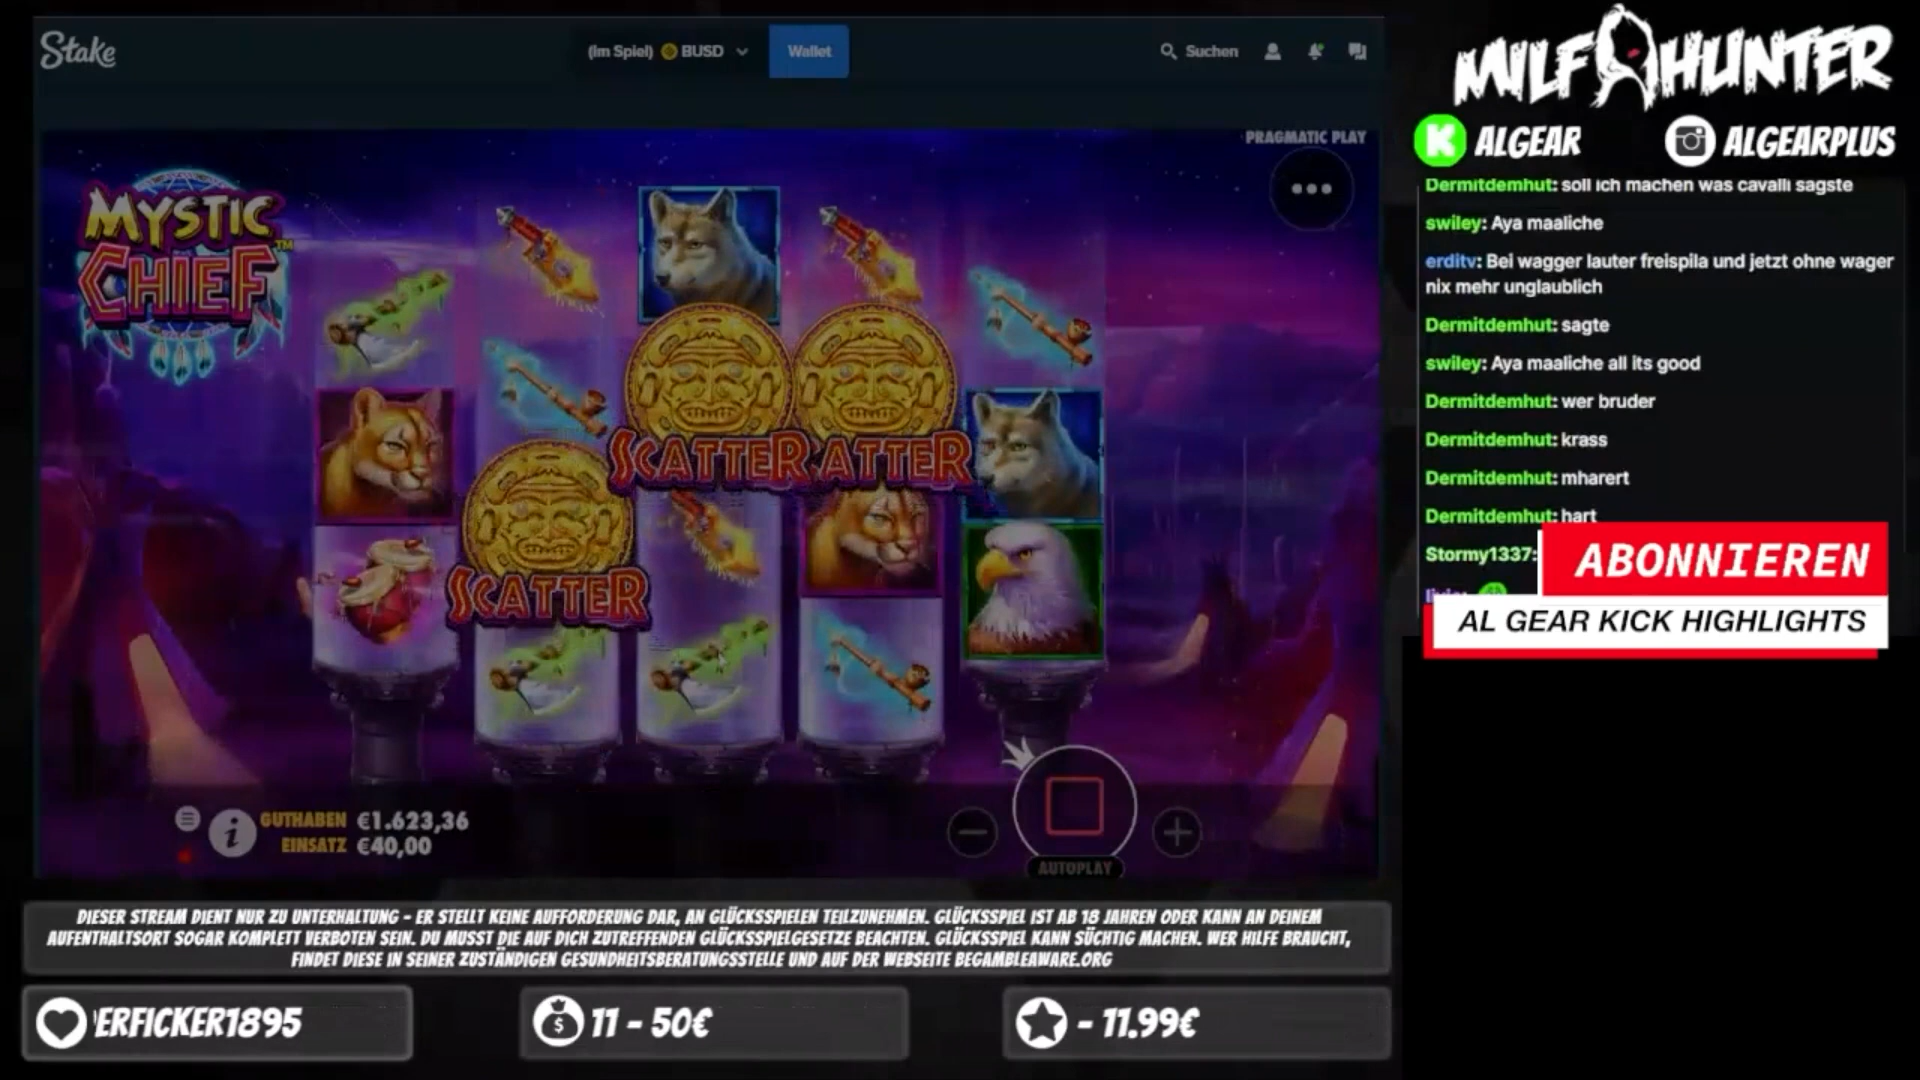 Stake
(Im Spiel) BUSD
Wallet
Suchen
PRAGMATIC PLAY
MYSTIC
CHIEF™
SCATTER
ATTER
SCATTER
GUTHABEN €1.623,36
EINSATZ €40,00
AUTOPLAY
MILF HUNTER
K ALGEAR
ALGEARPLUS
Dermitdemhut: soll ich machen was cavalli sagste
swiley: Aya maaliche
erditv: Bei wagger lauter freispila und jetzt ohne wager
nix mehr unglaublich
Dermitdemhut: sagte
swiley: Aya maaliche all its good
Dermitdemhut: wer bruder
Dermitdemhut: krass
Dermitdemhut: mharert
Dermitdemhut: hart
Stormy1337:
ABONNIEREN
AL GEAR KICK HIGHLIGHTS
DIESER STREAM DIENT NUR ZU UNTERHALTUNG - ER STELLT KEINE AUFFORDERUNG DAR, AN GLÜCKSSPIELEN TEILZUNEHMEN. GLÜCKSSPIEL IST AB 18 JAHREN ODER KANN AN DEINEM
AUFENTHALTSORT SOGAR KOMPLETT VERBOTEN SEIN. DU MUSST DIE AUF DICH ZUTREFFENDEN GLÜCKSSPIELGESETZE BEACHTEN. GLÜCKSSPIEL KANN SÜCHTIG MACHEN. WER HILFE BRAUCHT,
FINDET DIESE IN SEINER ZUSTÄNDIGEN GESUNDHEITSBERATUNGSSTELLE UND AUF DER WEBSEITE BEGAMBLEAWARE.ORG
ERFICKER1895
11 - 50€
- 11.99€